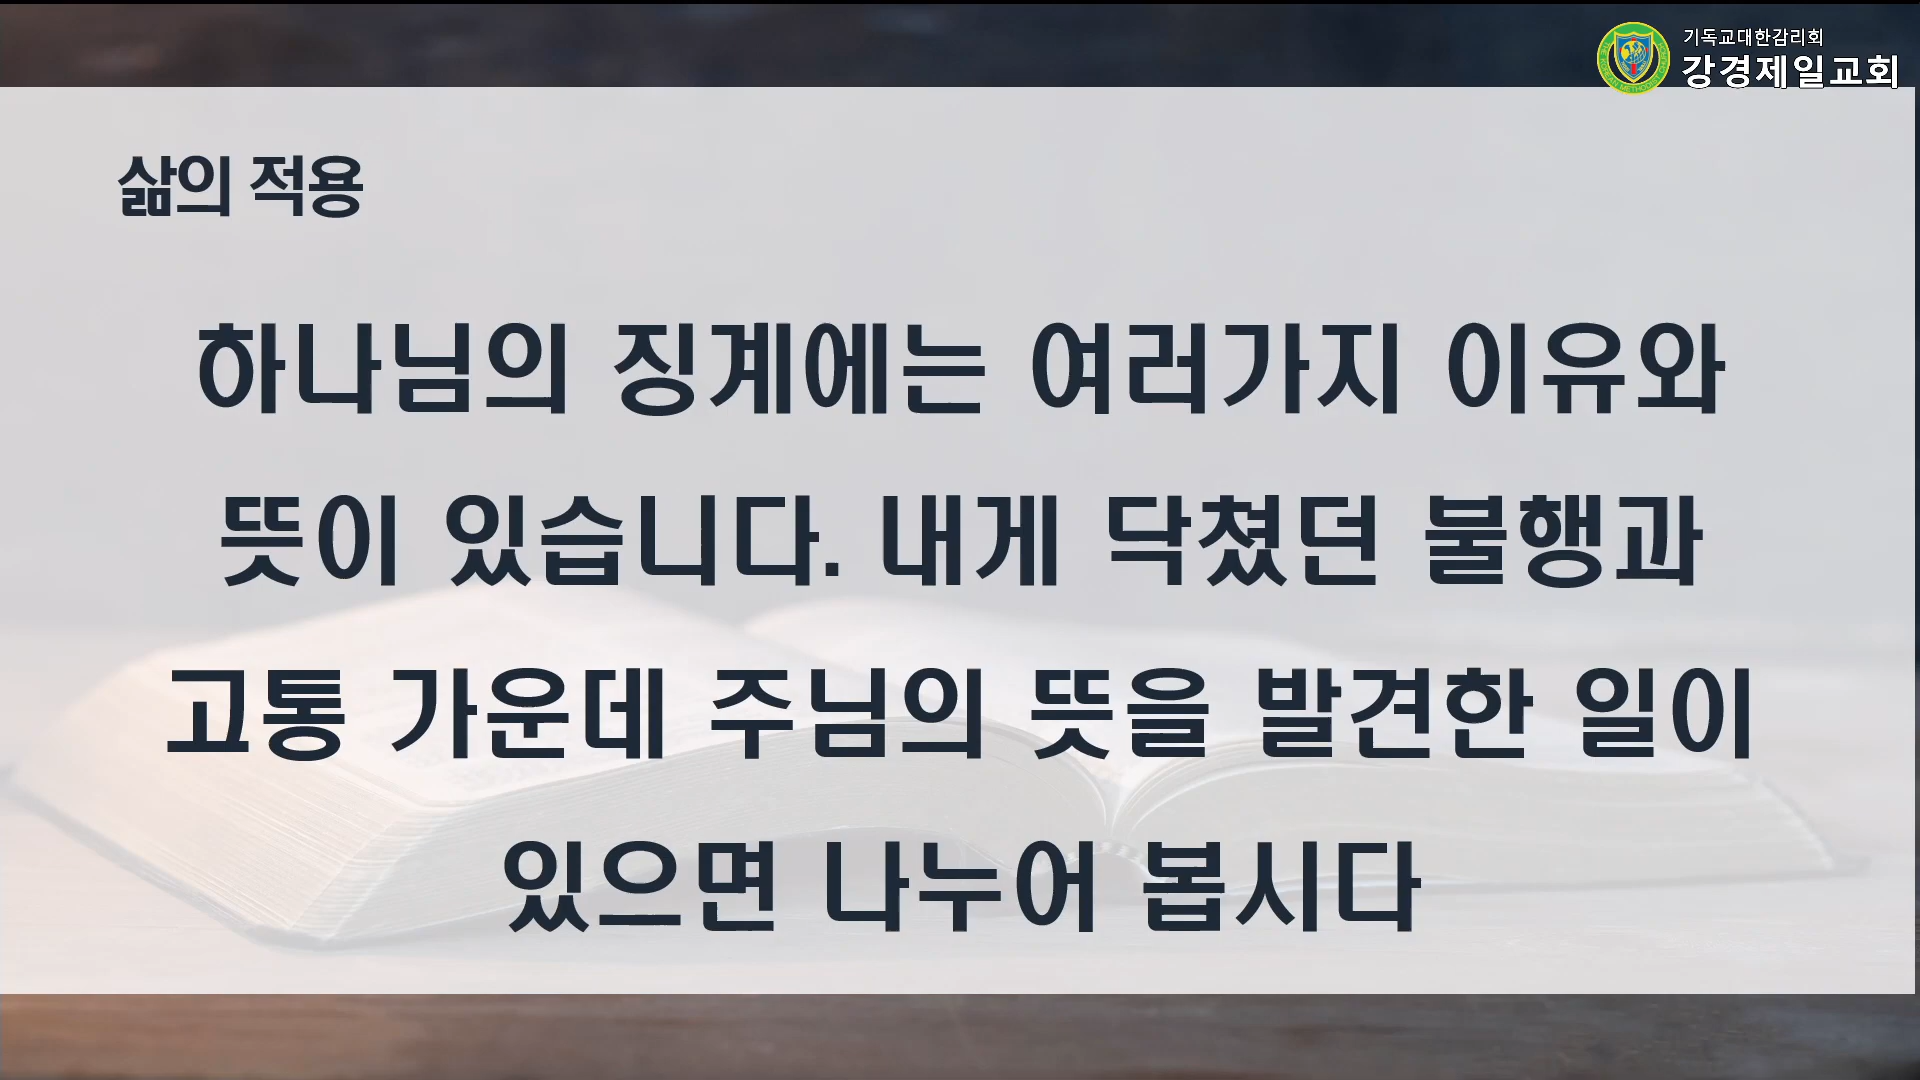 기독교대한감리회
강경제일교회
삶의 적용
하나님의 징계에는 여러가지 이유와
뜻이 있습니다. 내게 닥쳤던 불행과
고통 가운데 주님의 뜻을 발견한 일이
있으면 나누어 봅시다